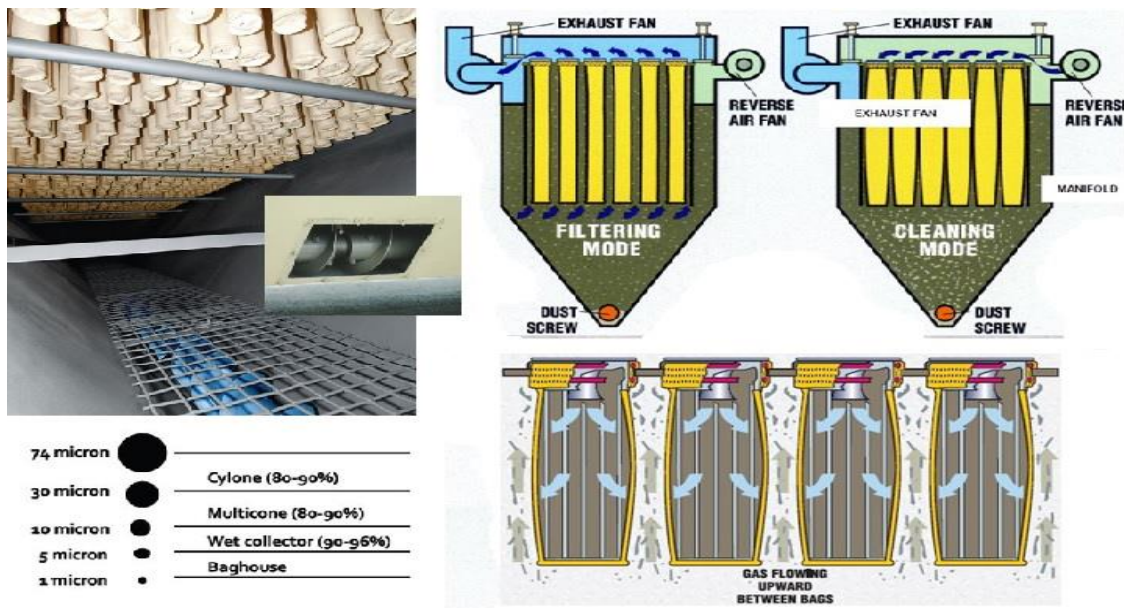 EXHAUST FAN
REVERSE
AIR FAN
FILTERING
MODE
DUST
SCREW
EXHAUST FAN
EXHAUST FAN
REVERSE
AIR FAN
MANIFOLD
CLEANING
MODE
DUST
SCREW
74 micron
Cylone (80-90%)
30 micron
Multicone (80-90%)
10 micron
Wet collector (90-96%)
5 micron
Baghouse
1 micron
GAS FLOWING
UPWARD
BETWEEN BAGS